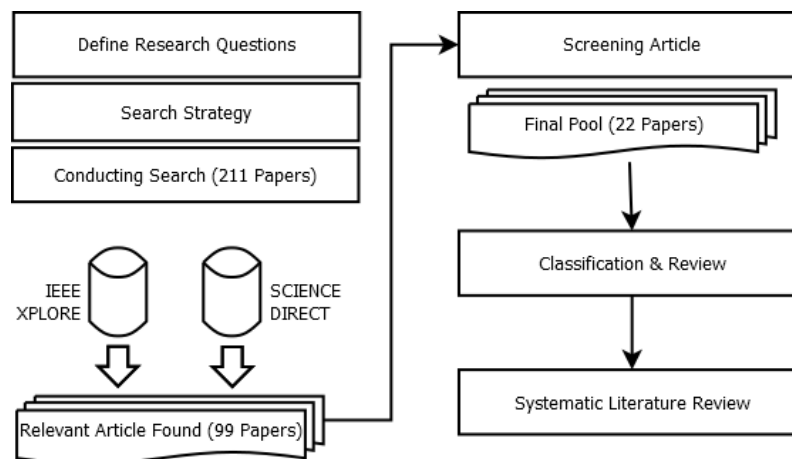 Define Research Questions
Search Strategy
Conducting Search (211 Papers)
IEEE
XPLORE
SCIENCE
DIRECT
Relevant Article Found (99 Papers)
Screening Article
Final Pool (22 Papers)
Classification & Review
Systematic Literature Review